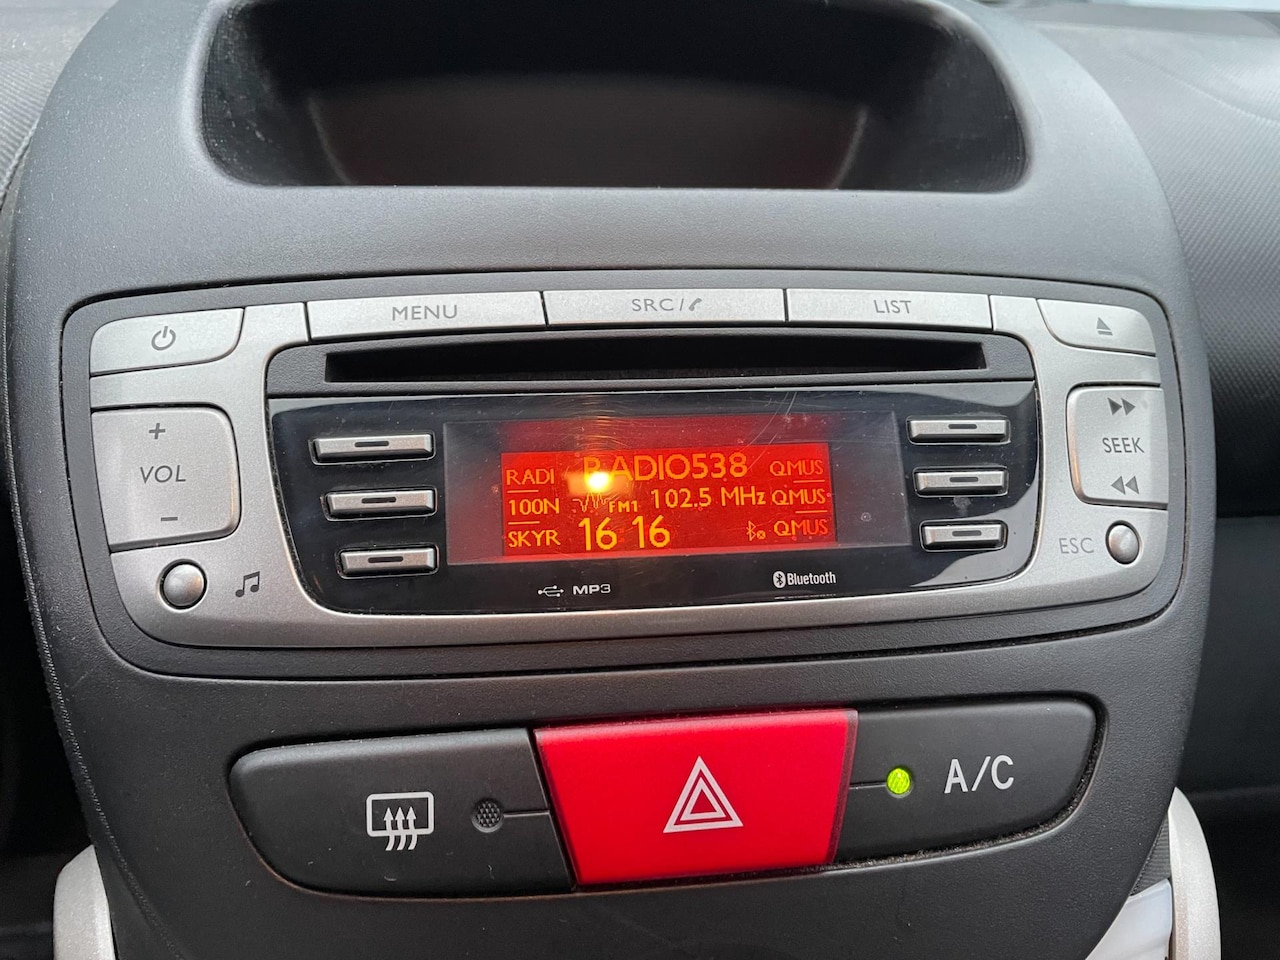 MENU SRC/ LIST
+
VOL
−
SEEK
ESC
RADI RADIO538 QMUS
100N FM1 102.5 MHz QMUS
SKYR 16 16 QMUS
MP3 Bluetooth
A/C